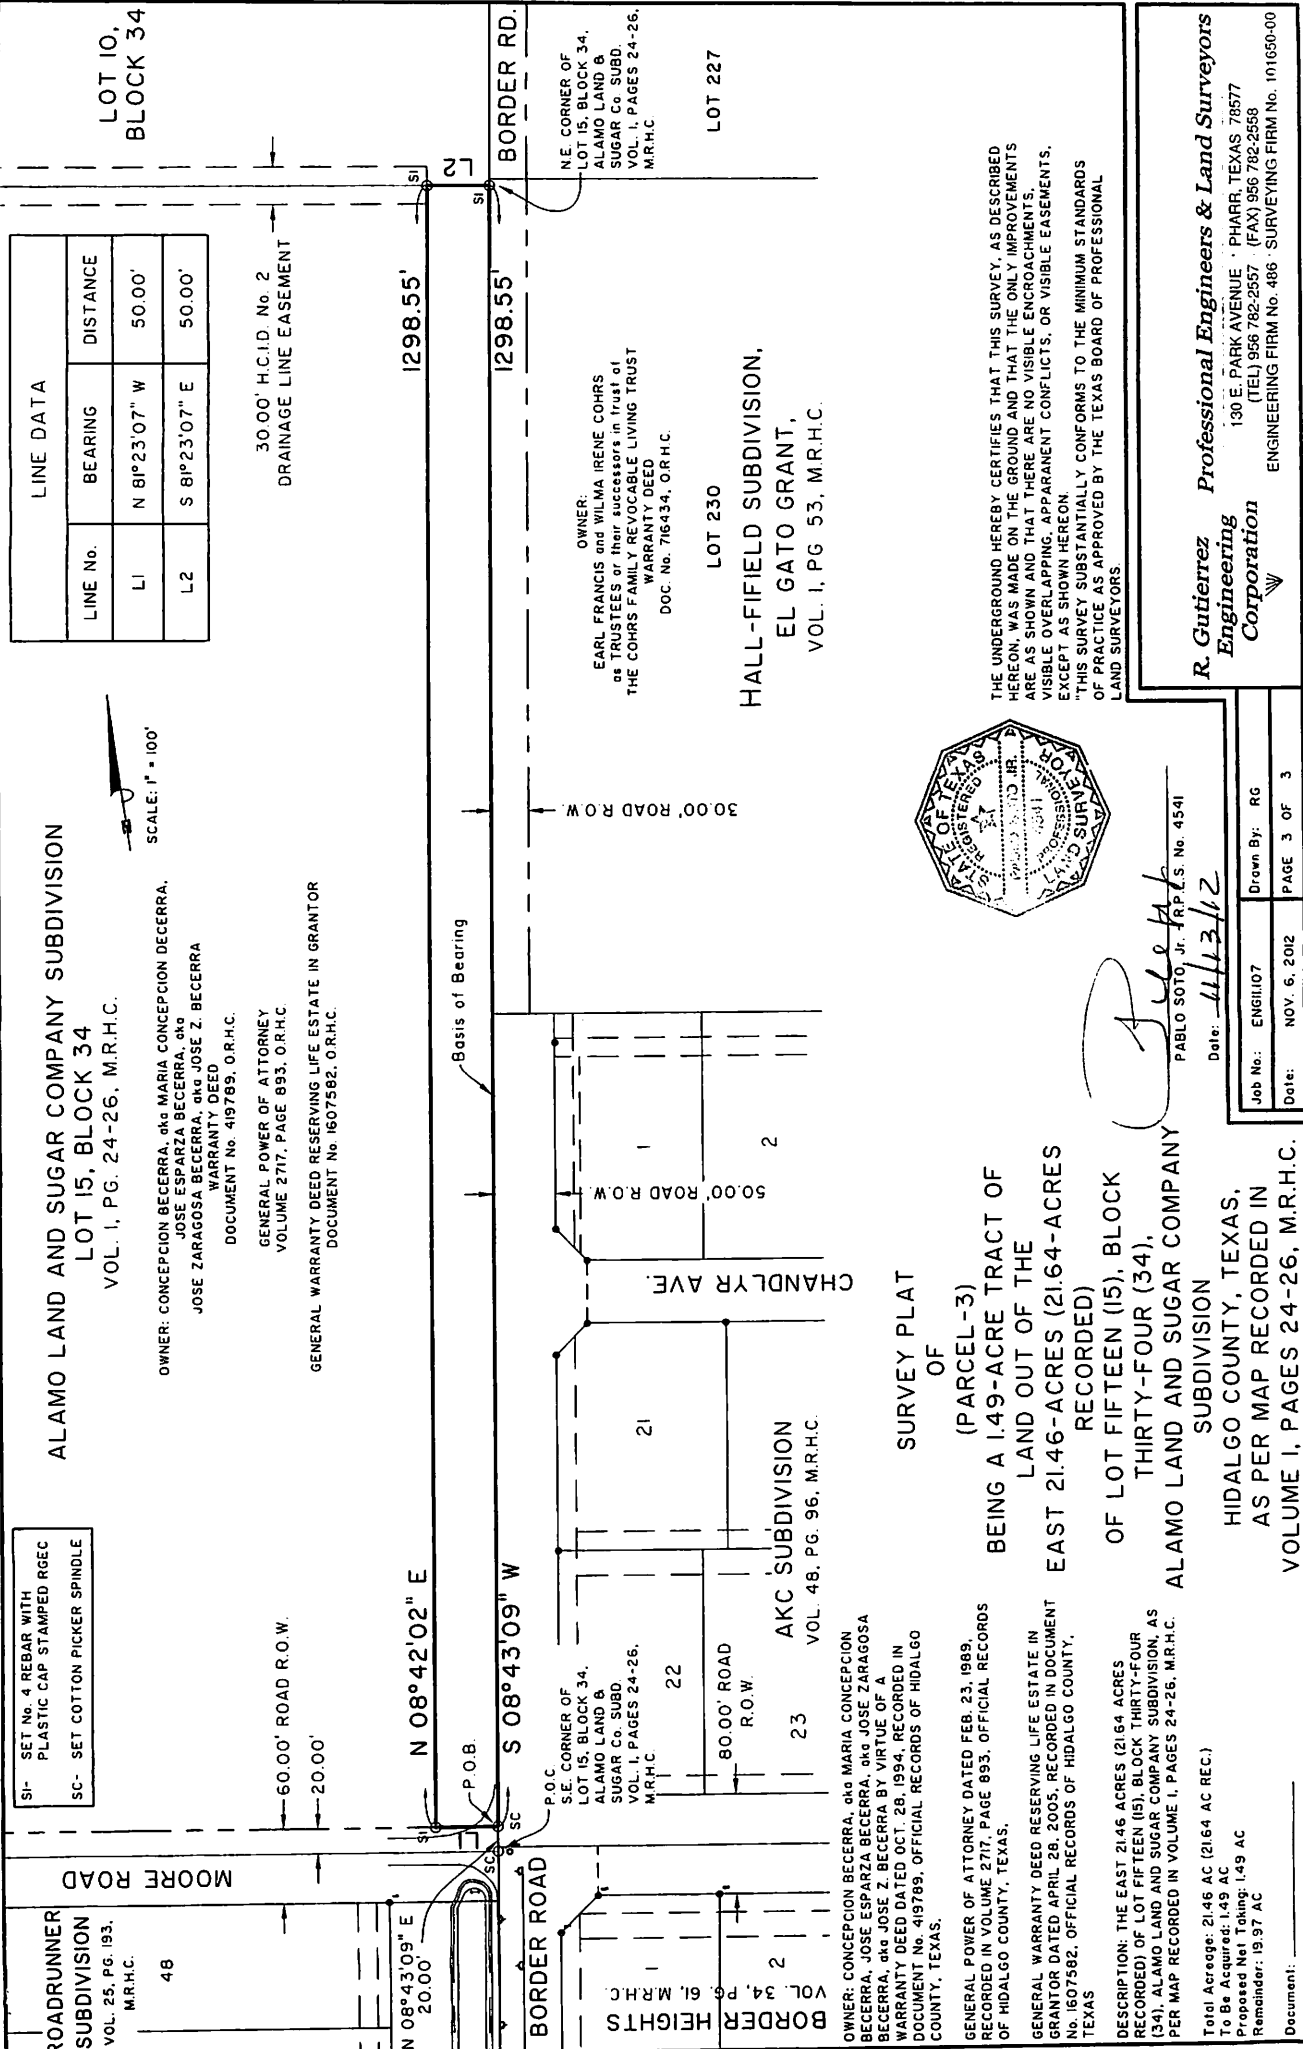 ROADRUNNER
SUBDIVISION
VOL. 25, PG. 193,
M.R.H.C.
48
MOORE ROAD
SI- SET No. 4 REBAR WITH
PLASTIC CAP STAMPED RGEC
SC- SET COTTON PICKER SPINDLE
60.00' ROAD R.O.W.
20.00'
ALAMO LAND AND SUGAR COMPANY SUBDIVISION
LOT 15, BLOCK 34
VOL. 1, PG. 24-26, M.R.H.C.
OWNER: CONCEPCION BECERRA, aka MARIA CONCEPCION DECERRA,
JOSE ESPARZA BECERRA, aka
JOSE ZARAGOSA BECERRA, aka JOSE Z. BECERRA
WARRANTY DEED
DOCUMENT No. 419789, O.R.H.C.
GENERAL POWER OF ATTORNEY
VOLUME 2717, PAGE 893, O.R.H.C.
GENERAL WARRANTY DEED RESERVING LIFE ESTATE IN GRANTOR
DOCUMENT No. 1607582, O.R.H.C.
SCALE: 1" = 100'
LINE DATA
LINE No. BEARING DISTANCE
L1 N 81°23'07" W 50.00'
L2 S 81°23'07" E 50.00'
30.00' H.C.I.D. No. 2
DRAINAGE LINE EASEMENT
LOT 10,
BLOCK 34
N 08°43'09" E
20.00'
SI
L1
SC
SC
P.O.B.
N 08°42'02" E
1298.55'
S 08°43'09" W
1298.55'
Basis of Bearing
SI
L2
SI
BORDER ROAD
BORDER RD.
P.O.C.
S.E. CORNER OF
LOT 15, BLOCK 34,
ALAMO LAND &
SUGAR Co. SUBD.
VOL. 1, PAGES 24-26,
M.R.H.C.
N.E. CORNER OF
LOT 15, BLOCK 34,
ALAMO LAND &
SUGAR Co. SUBD.
VOL. 1, PAGES 24-26,
M.R.H.C.
LOT 227
1
2
BORDER HEIGHTS
VOL. 34, PG. 61, M.R.H.C.
22
80.00' ROAD
R.O.W.
23
21
AKC SUBDIVISION
VOL. 48, PG. 96, M.R.H.C.
CHANDLYR AVE.
50.00' ROAD R.O.W.
1
2
30.00' ROAD R.O.W.
OWNER:
EARL FRANCIS and WILMA IRENE COHRS
as TRUSTEES or their successors in trust of
THE COHRS FAMILY REVOCABLE LIVING TRUST
WARRANTY DEED
DOC. No. 716434, O.R.H.C.
LOT 230
HALL-FIFIELD SUBDIVISION,
EL GATO GRANT,
VOL. 1, PG 53, M.R.H.C.
OWNER: CONCEPCION BECERRA, aka MARIA CONCEPCION
BECERRA, JOSE ESPARZA BECERRA, aka JOSE ZARAGOSA
BECERRA, aka JOSE Z. BECERRA BY VIRTUE OF A
WARRANTY DEED DATED OCT. 28, 1994, RECORDED IN
DOCUMENT No. 419789, OFFICIAL RECORDS OF HIDALGO
COUNTY, TEXAS.
GENERAL POWER OF ATTORNEY DATED FEB. 23, 1989,
RECORDED IN VOLUME 2717, PAGE 893, OFFICIAL RECORDS
OF HIDALGO COUNTY, TEXAS.
GENERAL WARRANTY DEED RESERVING LIFE ESTATE IN
GRANTOR DATED APRIL 28, 2005, RECORDED IN DOCUMENT
No. 1607582, OFFICIAL RECORDS OF HIDALGO COUNTY,
TEXAS
DESCRIPTION: THE EAST 21.46 ACRES (21.64 ACRES
RECORDED) OF LOT FIFTEEN (15), BLOCK THIRTY-FOUR
(34), ALAMO LAND AND SUGAR COMPANY SUBDIVISION, AS
PER MAP RECORDED IN VOLUME 1, PAGES 24-26, M.R.H.C.
Total Acreage: 21.46 AC (21.64 AC REC.)
To Be Acquired: 1.49 AC
Proposed Net Taking: 1.49 AC
Remainder: 19.97 AC
Document:
SURVEY PLAT
OF
(PARCEL-3)
BEING A 1.49-ACRE TRACT OF
LAND OUT OF THE
EAST 21.46-ACRES (21.64-ACRES
RECORDED)
OF LOT FIFTEEN (15), BLOCK
THIRTY-FOUR (34),
ALAMO LAND AND SUGAR COMPANY
SUBDIVISION
HIDALGO COUNTY, TEXAS,
AS PER MAP RECORDED IN
VOLUME 1, PAGES 24-26, M.R.H.C.
STATE OF TEXAS
REGISTERED
PROFESSIONAL
LAND SURVEYOR
THE UNDERGROUND HEREBY CERTIFIES THAT THIS SURVEY, AS DESCRIBED
HEREON, WAS MADE ON THE GROUND AND THAT THE ONLY IMPROVEMENTS
ARE AS SHOWN AND THAT THERE ARE NO VISIBLE ENCROACHMENTS,
VISIBLE OVERLAPPING, APPARANENT CONFLICTS, OR VISIBLE EASEMENTS,
EXCEPT AS SHOWN HEREON.
"THIS SURVEY SUBSTANTIALLY CONFORMS TO THE MINIMUM STANDARDS
OF PRACTICE AS APPROVED BY THE TEXAS BOARD OF PROFESSIONAL
LAND SURVEYORS.
PABLO SOTO, Jr. R.P.L.S. No. 4541
Date: 11/13/12
Job No.: ENG11.107
Drawn By: RG
Date: NOV. 6, 2012
PAGE 3 OF 3
R. Gutierrez
Engineering
Corporation
Professional Engineers & Land Surveyors
130 E. PARK AVENUE · PHARR, TEXAS 78577
(TEL) 956 782-2557 · (FAX) 956 782-2558
ENGINEERING FIRM No. 486 · SURVEYING FIRM No. 101650-00